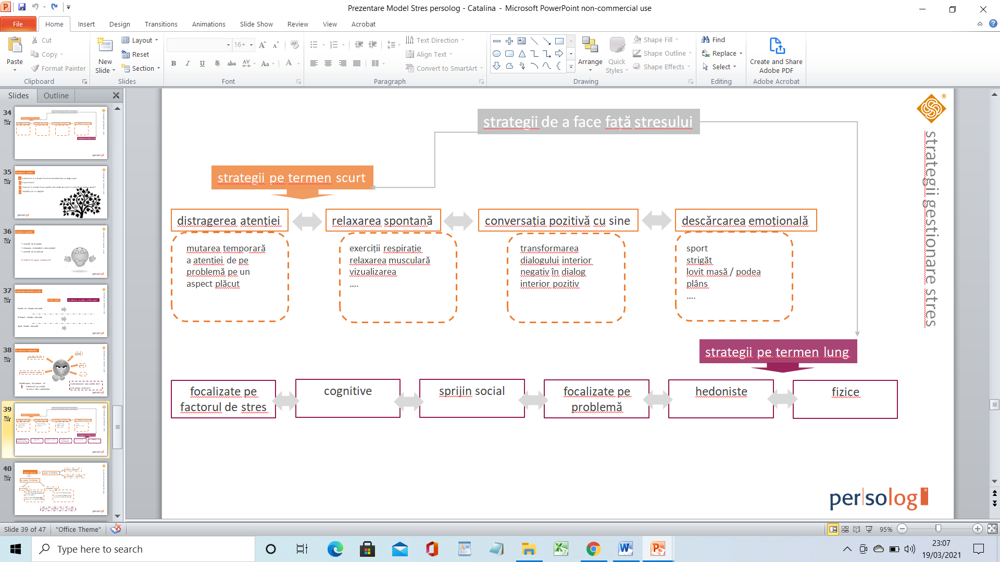 Prezentare Model Stres persolog - Catalina - Microsoft PowerPoint non-commercial use
File Home Insert Design Transitions Animations Slide Show Review View Acrobat
Paste
Cut
Copy
Format Painter
Clipboard
New Slide
Layout
Reset
Section
Slides
16+
B I U S abc AV Aa A
Font
Text Direction
Align Text
Convert to SmartArt
Paragraph
Arrange
Quick Styles
Shape Fill
Shape Outline
Shape Effects
Drawing
Find
Replace
Select
Editing
Create and Share Adobe PDF
Adobe Acrobat
Slides Outline
34
35
36
37
38
39
40
strategii de a face față stresului
strategii pe termen scurt
distragerea atenției
relaxarea spontană
conversația pozitivă cu sine
descărcarea emoțională
mutarea temporară
a atenției de pe
problemă pe un
aspect plăcut
exerciții respiratie
relaxarea musculară
vizualizarea
....
transformarea
dialogului interior
negativ în dialog
interior pozitiv
sport
strigăt
lovit masă / podea
plâns
....
strategii pe termen lung
focalizate pe
factorul de stres
cognitive
sprijin social
focalizate pe
problemă
hedoniste
fizice
strategii gestionare stres
persolog
Slide 39 of 47
"Office Theme"
95%
Type here to search
23:07
19/03/2021